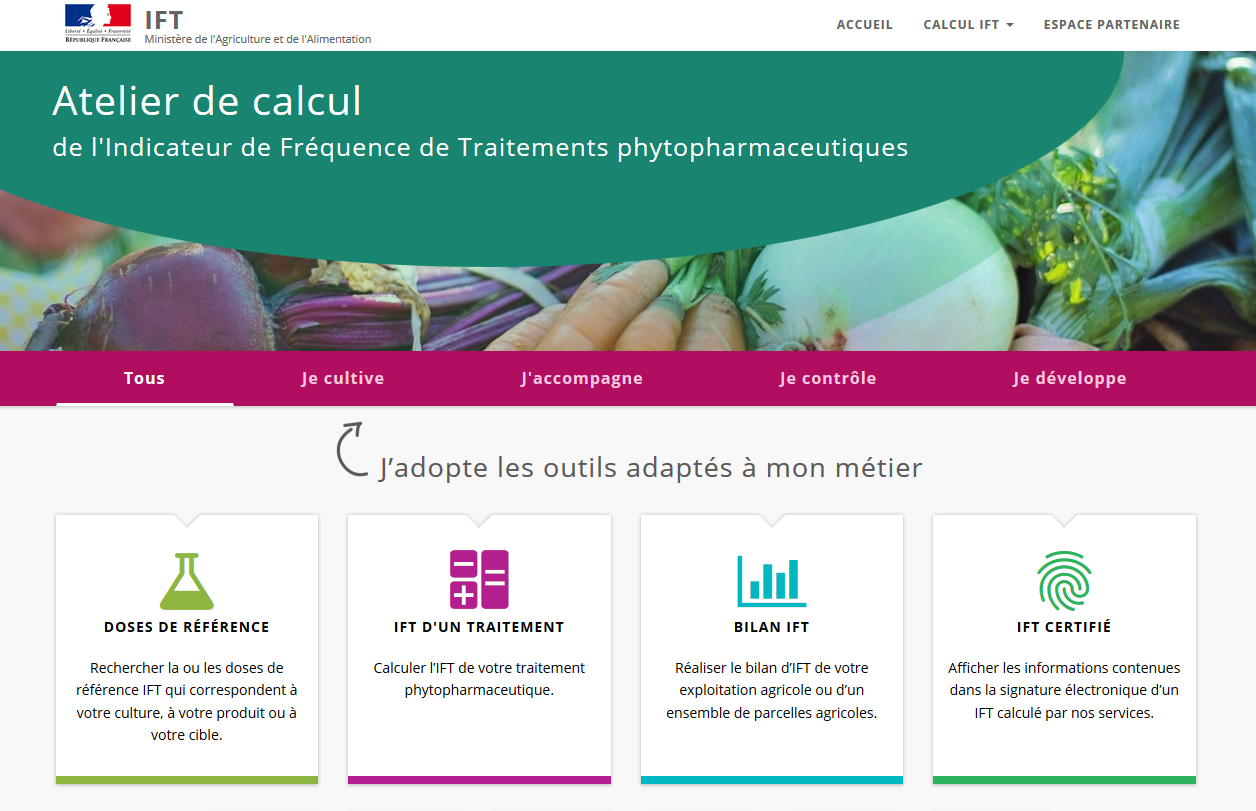 Liberté • Égalité • Fraternité
RÉPUBLIQUE FRANÇAISE
IFT
Ministère de l'Agriculture et de l'Alimentation
ACCUEIL
CALCUL IFT
ESPACE PARTENAIRE
Atelier de calcul
de l'Indicateur de Fréquence de Traitements phytopharmaceutiques
Tous
Je cultive
J'accompagne
Je contrôle
Je développe
J’adopte les outils adaptés à mon métier
DOSES DE RÉFÉRENCE
Rechercher la ou les doses de
référence IFT qui correspondent à
votre culture, à votre produit ou à
votre cible.
IFT D'UN TRAITEMENT
Calculer l’IFT de votre traitement
phytopharmaceutique.
BILAN IFT
Réaliser le bilan d’IFT de votre
exploitation agricole ou d’un
ensemble de parcelles agricoles.
IFT CERTIFIÉ
Afficher les informations contenues
dans la signature électronique d’un
IFT calculé par nos services.